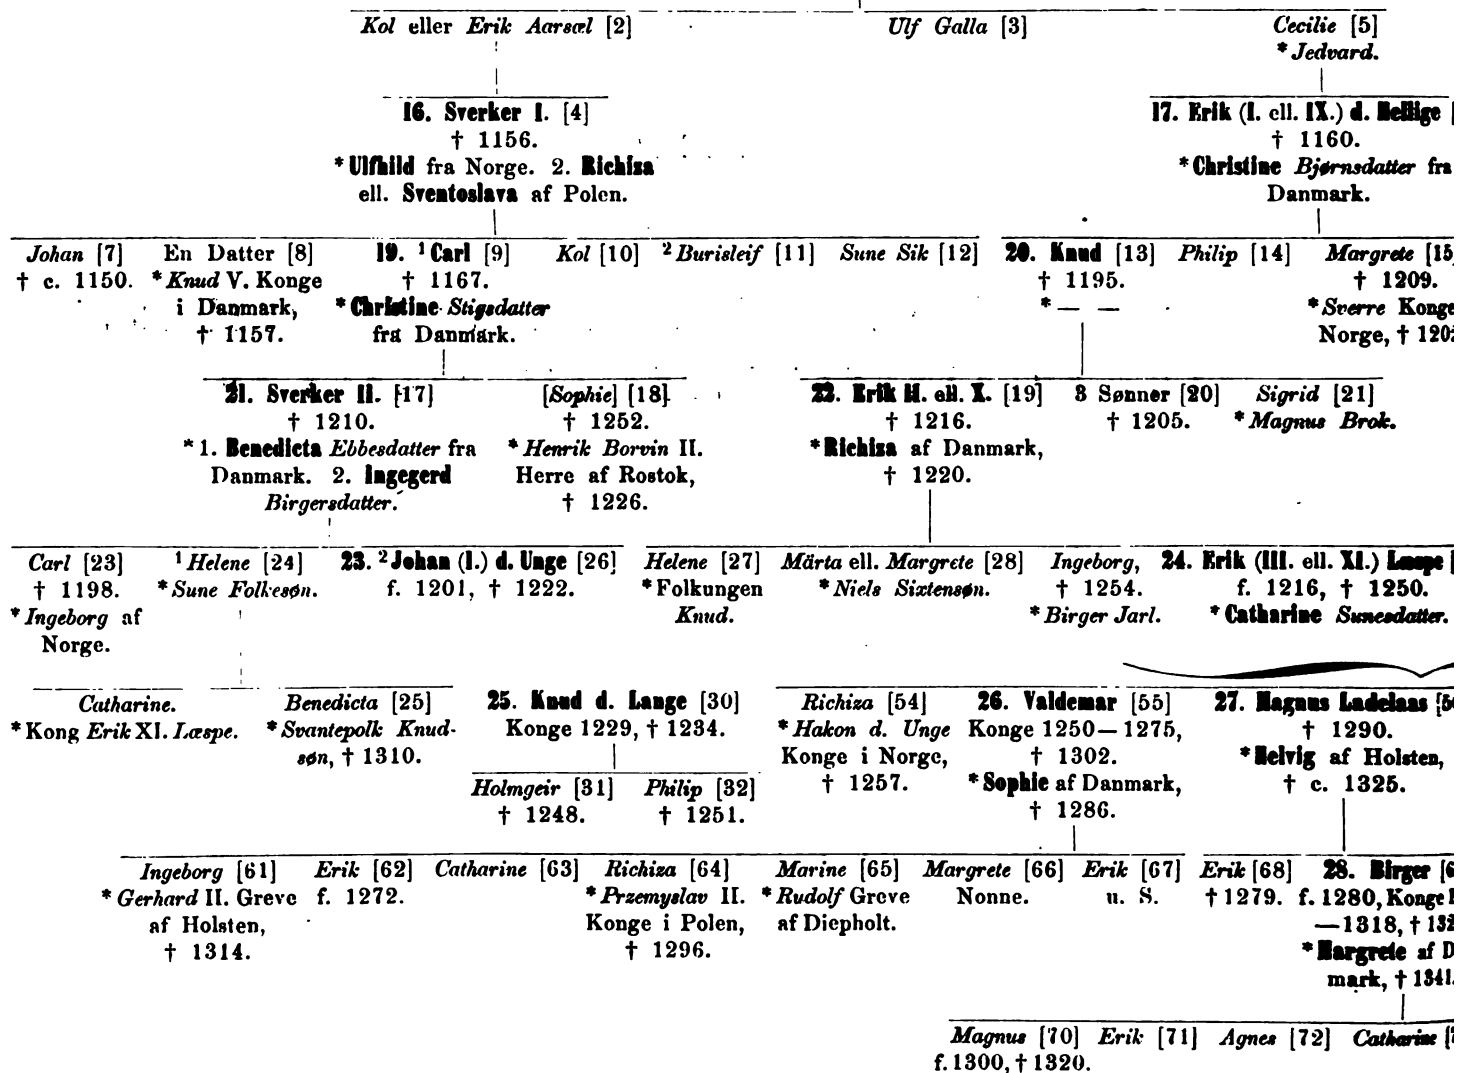 Kol eller Erik Aarsæl [2] Ulf Galla [3] Cecilie [5]
* Jedvard.
16. Sverker I. [4] 17. Erik (I. ell. IX.) d. Hellige [
† 1156. † 1160.
* Ulfhild fra Norge. 2. Richiza * Christine Bjørnsdatter fra
ell. Sventoslava af Polen. Danmark.
Johan [7] En Datter [8] 19. ¹ Carl [9] Kol [10] ² Burisleif [11] Sune Sik [12] 20. Knud [13] Philip [14] Margrete [15
† c. 1150. * Knud V. Konge † 1167. † 1195. † 1209.
i Danmark, * Christine Stigsdatter * — — * Sverre Konge
† 1157. fra Danmark. Norge, † 120
21. Sverker II. [17] [Sophie] [18] 22. Erik II. ell. X. [19] 3 Sønner [20] Sigrid [21]
† 1210. † 1252. † 1216. † 1205. * Magnus Brok.
* 1. Benedicta Ebbesdatter fra * Henrik Borvin II. * Richiza af Danmark,
Danmark. 2. Ingegerd Herre af Rostok, † 1220.
Birgersdatter. † 1226.
Carl [23] ¹ Helene [24] 23. ² Johan (I.) d. Unge [26] Helene [27] Märta ell. Margrete [28] Ingeborg, 24. Erik (III. ell. XI.) Læspe [
† 1198. * Sune Folkesøn. f. 1201, † 1222. * Folkungen * Niels Sixtensøn. † 1254. f. 1216, † 1250.
* Ingeborg af Knud. * Birger Jarl. * Catharine Sunesdatter.
Norge.
Catharine. Benedicta [25] 25. Knud d. Lange [30] Richiza [54] 26. Valdemar [55] 27. Magnus Ladelaas [5
* Kong Erik XI. Læspe. * Svantepolk Knud- Konge 1229, † 1234. * Hakon d. Unge Konge 1250—1275, † 1290.
søn, † 1310. Konge i Norge, † 1302. * Helvig af Holsten,
Holmgeir [31] Philip [32] † 1257. * Sophie af Danmark, † c. 1325.
† 1248. † 1251. † 1286.
Ingeborg [61] Erik [62] Catharine [63] Richiza [64] Marine [65] Margrete [66] Erik [67] Erik [68] 28. Birger [6
* Gerhard II. Greve f. 1272. * Przemyslav II. * Rudolf Greve Nonne. u. S. † 1279. f. 1280, Konge
af Holsten, Konge i Polen, af Diepholt. —1318, † 132
† 1314. † 1296. * Margrete af D
mark, † 1341.
Magnus [70] Erik [71] Agnes [72] Catharine [
f. 1300, † 1320.